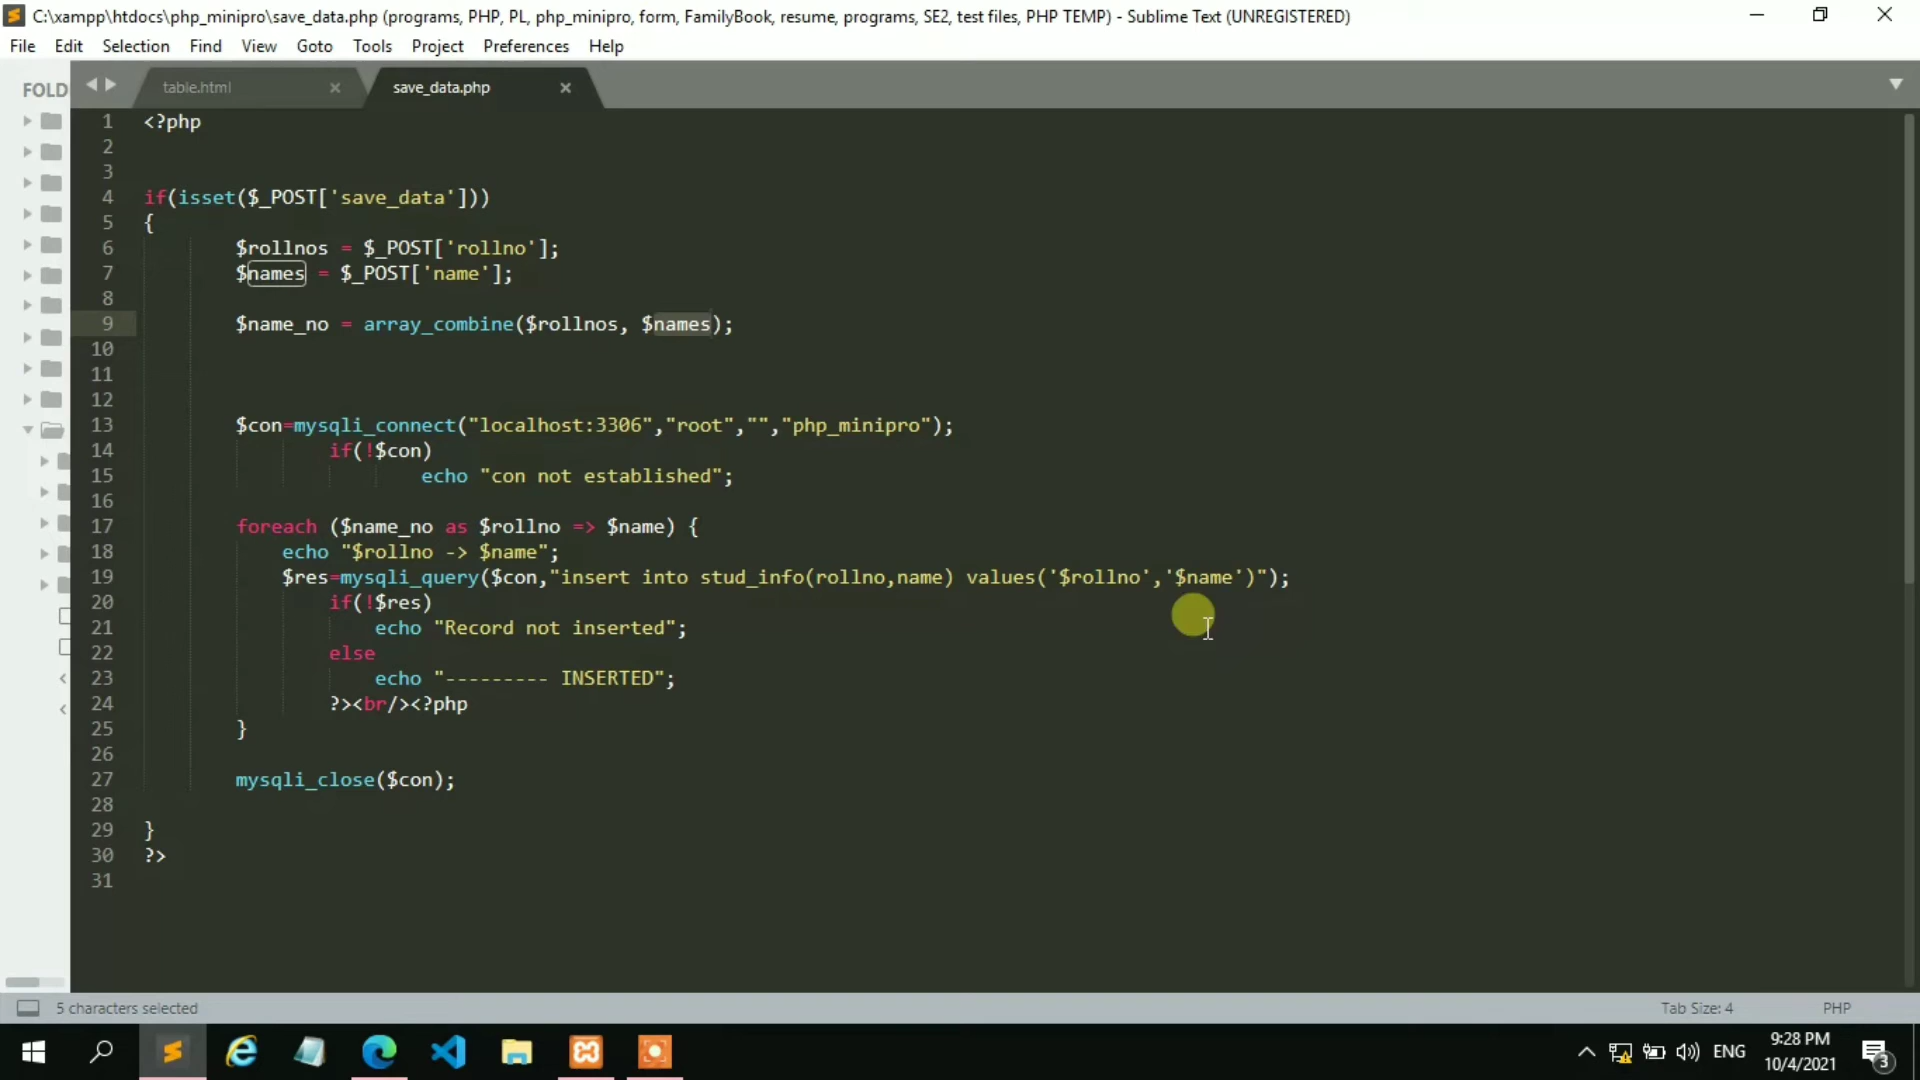 C:\xampp\htdocs\php_minipro\save_data.php (programs, PHP, PL, php_minipro, form, FamilyBook, resume, programs, SE2, test files, PHP TEMP) - Sublime Text (UNREGISTERED)
File Edit Selection Find View Goto Tools Project Preferences Help
FOLD
table.html save_data.php
1 <?php
2
3
4 if(isset($_POST['save_data']))
5 {
6 $rollnos = $_POST['rollno'];
7 $names = $_POST['name'];
8
9 $name_no = array_combine($rollnos, $names);
10
11
12
13 $con=mysqli_connect("localhost:3306","root","","php_minipro");
14 if(!$con)
15 echo "con not established";
16
17 foreach ($name_no as $rollno => $name) {
18 echo "$rollno -> $name";
19 $res=mysqli_query($con,"insert into stud_info(rollno,name) values('$rollno','$name')");
20 if(!$res)
21 echo "Record not inserted";
22 else
23 echo "--------- INSERTED";
24 ?><br/><?php
25 }
26
27 mysqli_close($con);
28
29 }
30 ?>
31
5 characters selected Tab Size: 4 PHP
ENG 9:28 PM
10/4/2021
3